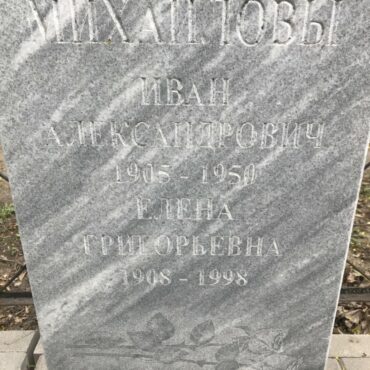 МИХАЙЛОВЫ
ИВАН
АЛЕКСАНДРОВИЧ
1905 - 1950
ЕЛЕНА
ГРИГОРЬЕВНА
1908 - 1998